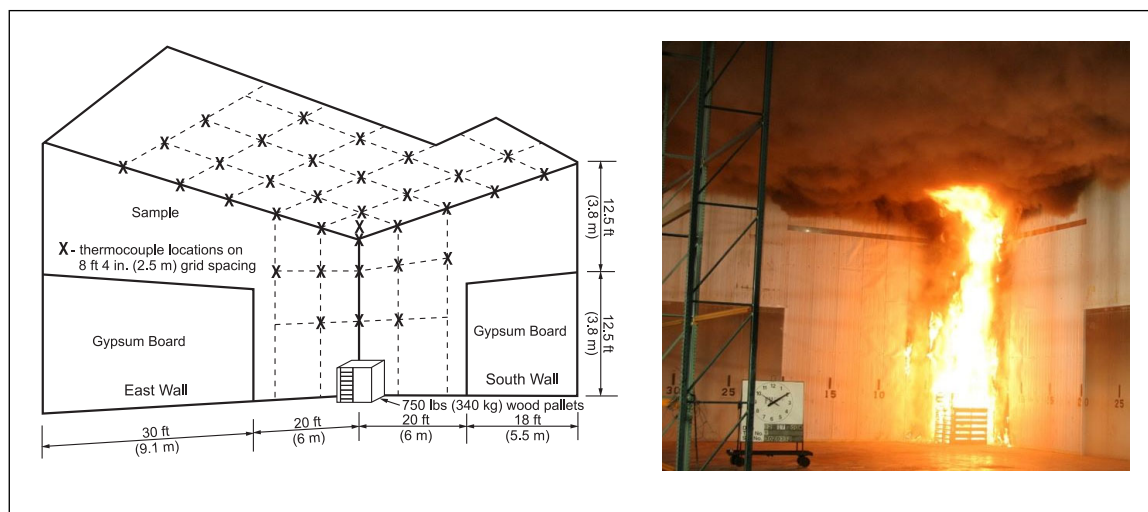 Sample
X - thermocouple locations on
8 ft 4 in. (2.5 m) grid spacing
Gypsum Board
East Wall
Gypsum Board
South Wall
750 lbs (340 kg) wood pallets
12.5 ft
(3.8 m)
12.5 ft
(3.8 m)
30 ft
(9.1 m)
20 ft
(6 m)
20 ft
(6 m)
18 ft
(5.5 m)
30
25
15
10
15
20
25